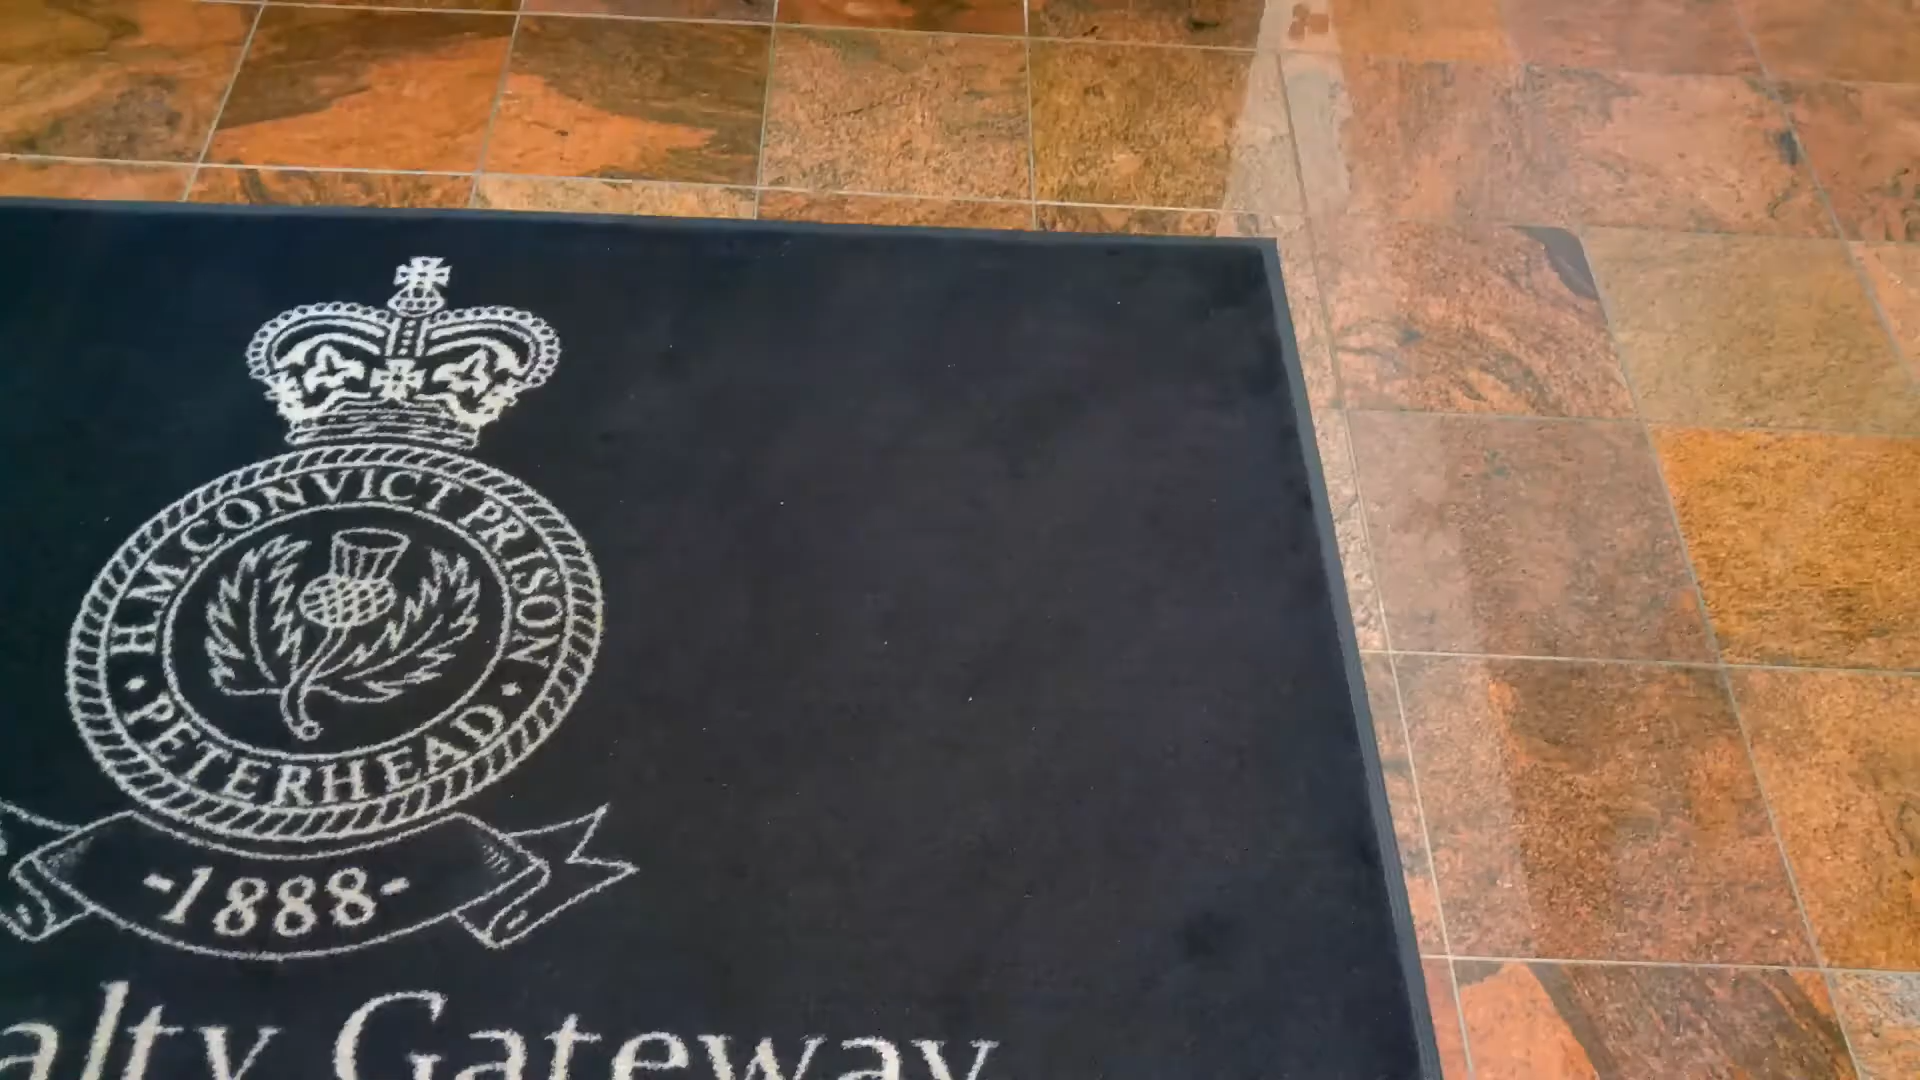 H.M. CONVICT PRISON
· PETERHEAD ·
-1888-
alty Gateway